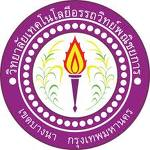 วิทยาลัยเทคโนโลยีอรรถวิทย์พณิชยการ
เขตบางนา กรุงเทพมหานคร